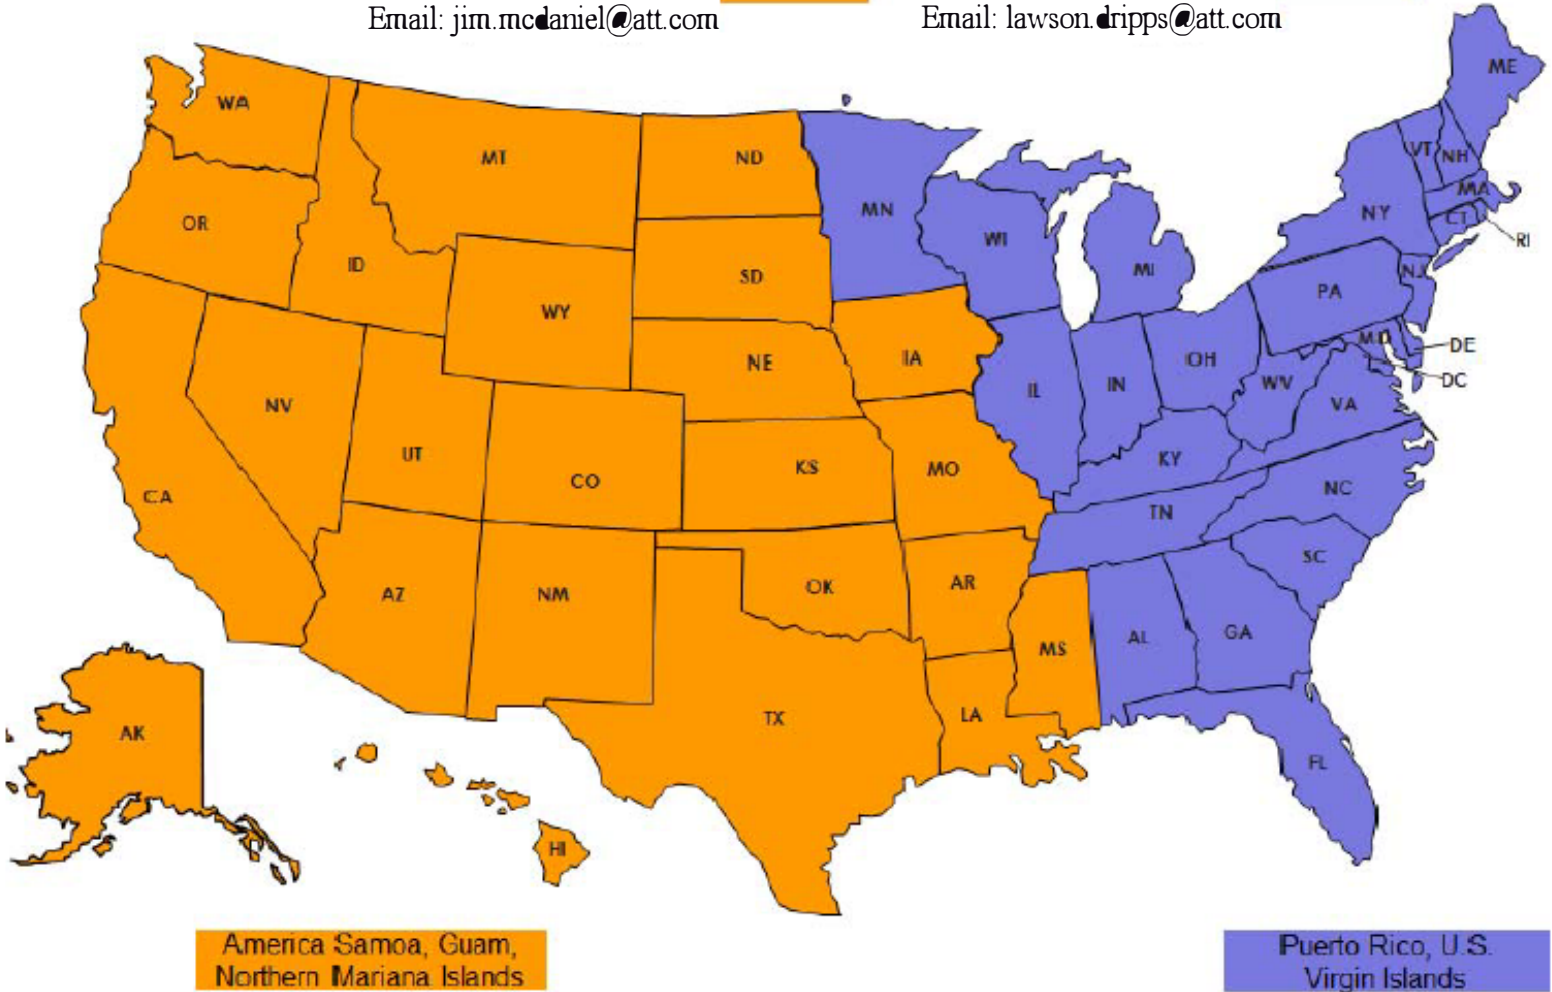 Email: jim.mcdaniel@att.com
Email: lawson.dripps@att.com
ME
WA
VT
NH
MT
ND
MA
MN
NY
CT
OR
WI
RI
ID
MI
NJ
SD
PA
WY
MD
DE
IA
OH
NE
DC
IL
IN
WV
NV
VA
UT
KY
KS
MO
CO
NC
CA
TN
SC
AR
OK
AZ
NM
GA
AL
MS
LA
TX
AK
FL
HI
America Samoa, Guam,
Northern Mariana Islands
Puerto Rico, U.S.
Virgin Islands